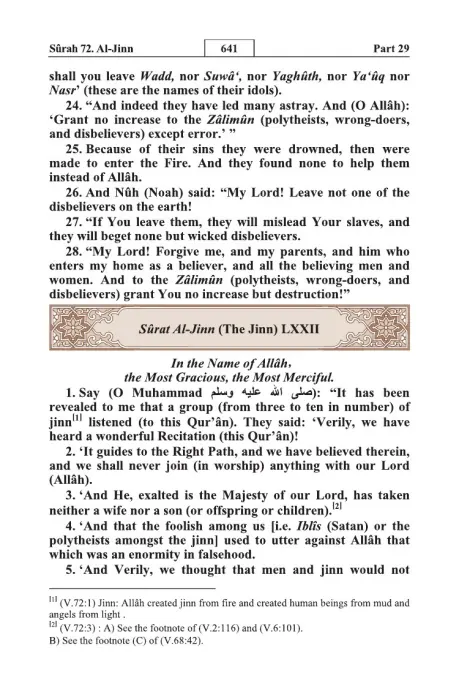 Sûrah 72. Al-Jinn 641 Part 29
shall you leave Wadd, nor Suwâ‘, nor Yaghûth, nor Ya‘ûq nor
Nasr’ (these are the names of their idols).
24. “And indeed they have led many astray. And (O Allâh):
‘Grant no increase to the Zâlimûn (polytheists, wrong-doers,
and disbelievers) except error.’ ”
25. Because of their sins they were drowned, then were
made to enter the Fire. And they found none to help them
instead of Allâh.
26. And Nûh (Noah) said: “My Lord! Leave not one of the
disbelievers on the earth!
27. “If You leave them, they will mislead Your slaves, and
they will beget none but wicked disbelievers.
28. “My Lord! Forgive me, and my parents, and him who
enters my home as a believer, and all the believing men and
women. And to the Zâlimûn (polytheists, wrong-doers, and
disbelievers) grant You no increase but destruction!”
Sûrat Al-Jinn (The Jinn) LXXII
In the Name of Allâh,
the Most Gracious, the Most Merciful.
1. Say (O Muhammad صلى الله عليه وسلم): “It has been
revealed to me that a group (from three to ten in number) of
jinn[1] listened (to this Qur’ân). They said: ‘Verily, we have
heard a wonderful Recitation (this Qur’ân)!
2. ‘It guides to the Right Path, and we have believed therein,
and we shall never join (in worship) anything with our Lord
(Allâh).
3. ‘And He, exalted is the Majesty of our Lord, has taken
neither a wife nor a son (or offspring or children).[2]
4. ‘And that the foolish among us [i.e. Iblîs (Satan) or the
polytheists amongst the jinn] used to utter against Allâh that
which was an enormity in falsehood.
5. ‘And Verily, we thought that men and jinn would not
[1] (V.72:1) Jinn: Allâh created jinn from fire and created human beings from mud and
angels from light .
[2] (V.72:3) : A) See the footnote of (V.2:116) and (V.6:101).
B) See the footnote (C) of (V.68:42).